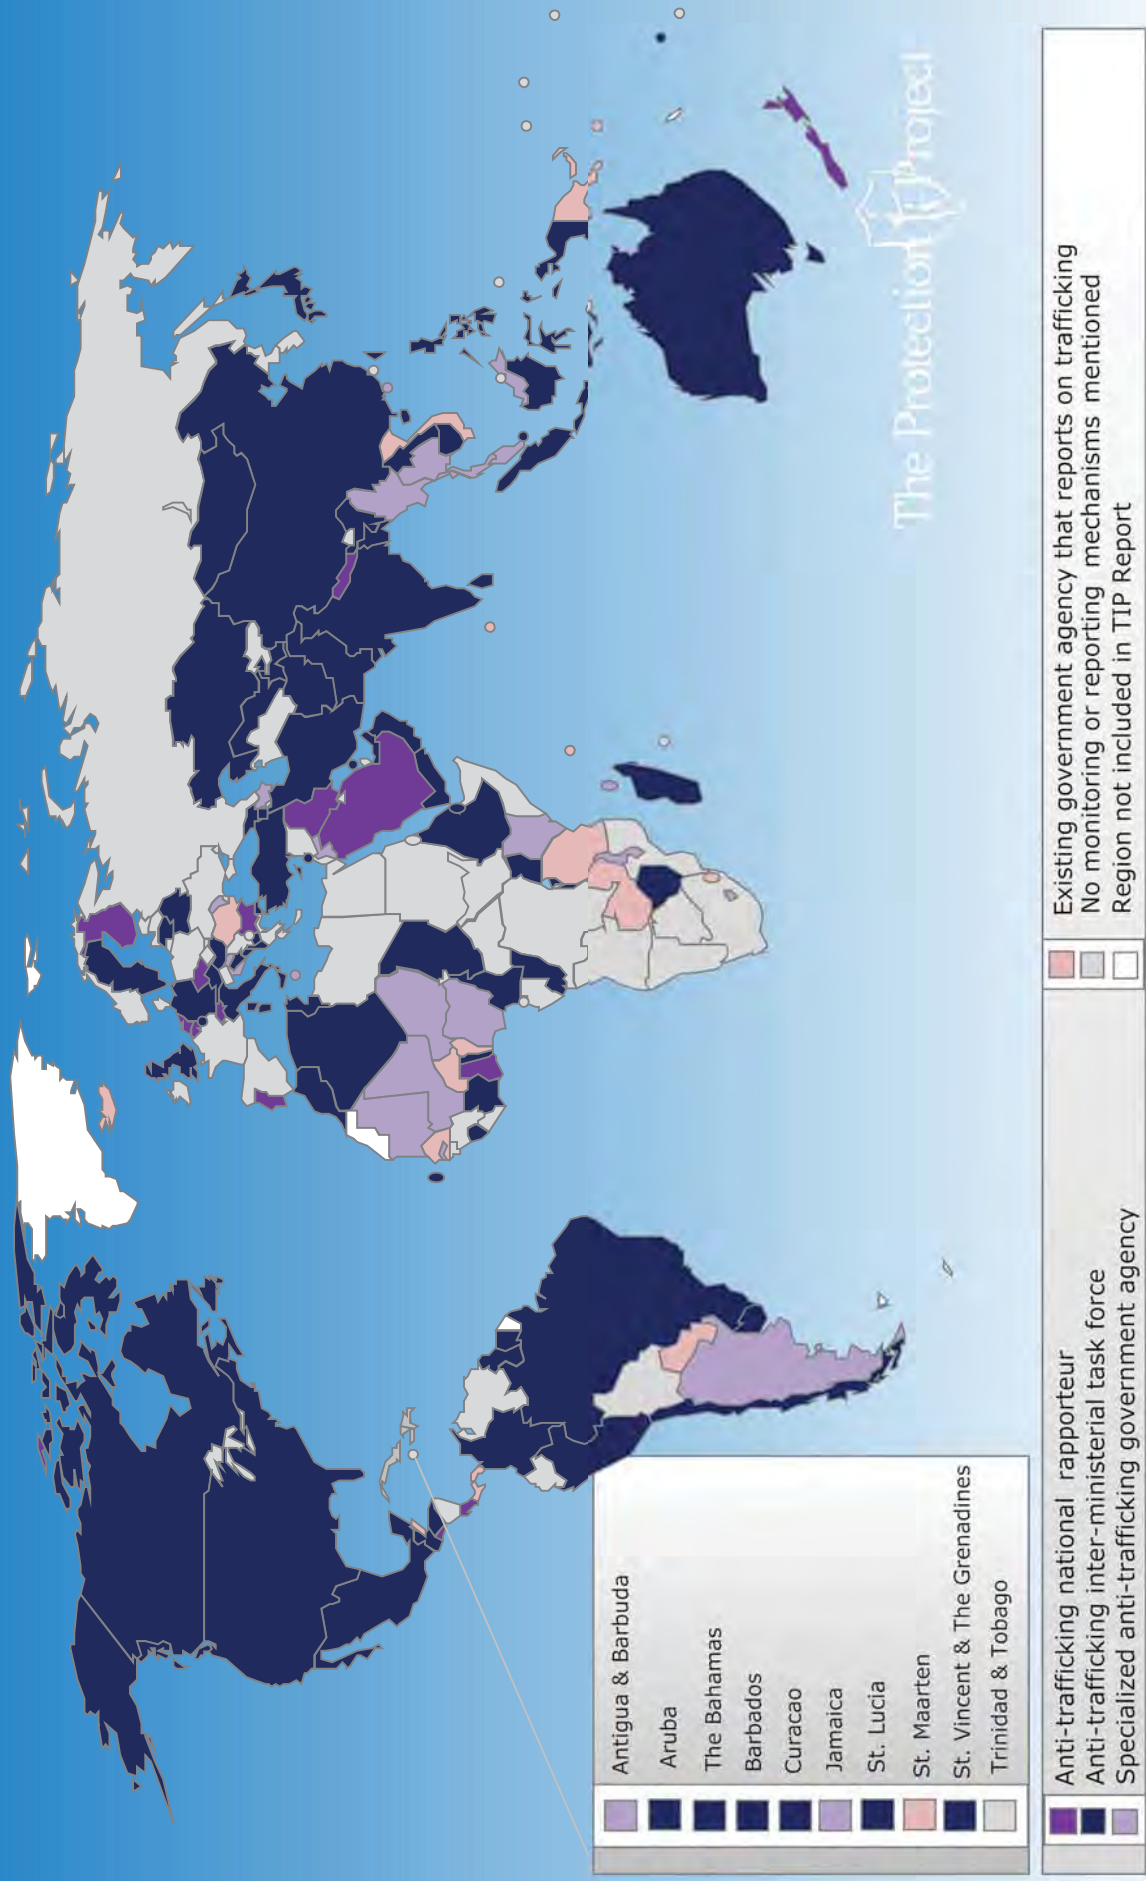 The Protection Project
Antigua & Barbuda
Aruba
The Bahamas
Barbados
Curacao
Jamaica
St. Lucia
St. Maarten
St. Vincent & The Grenadines
Trinidad & Tobago
Anti-trafficking national rapporteur
Anti-trafficking inter-ministerial task force
Specialized anti-trafficking government agency
Existing government agency that reports on trafficking
No monitoring or reporting mechanisms mentioned
Region not included in TIP Report